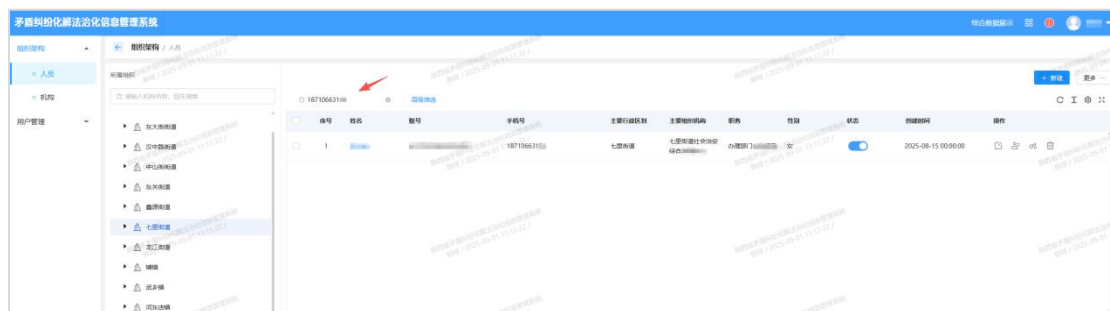 矛盾纠纷化解法治化信息管理系统
综合数据展示
组织架构
组织架构 / 人员
人员
机构
用户管理
所属组织
请输入机构名称，回车搜索
东大街街道
汉中路街道
中山街街道
东关街道
鑫源街道
七里街道
龙江街道
铺镇
武乡镇
河东店镇
187106631
高级筛选
+ 新建
更多
序号 姓名 账号 手机号 主要行政区划 主要组织机构 职务 性别 状态 创建时间 操作
1 187106631 七里街道 七里街道社会治安综合 办理部门 女 2025-08-15 00:00:00